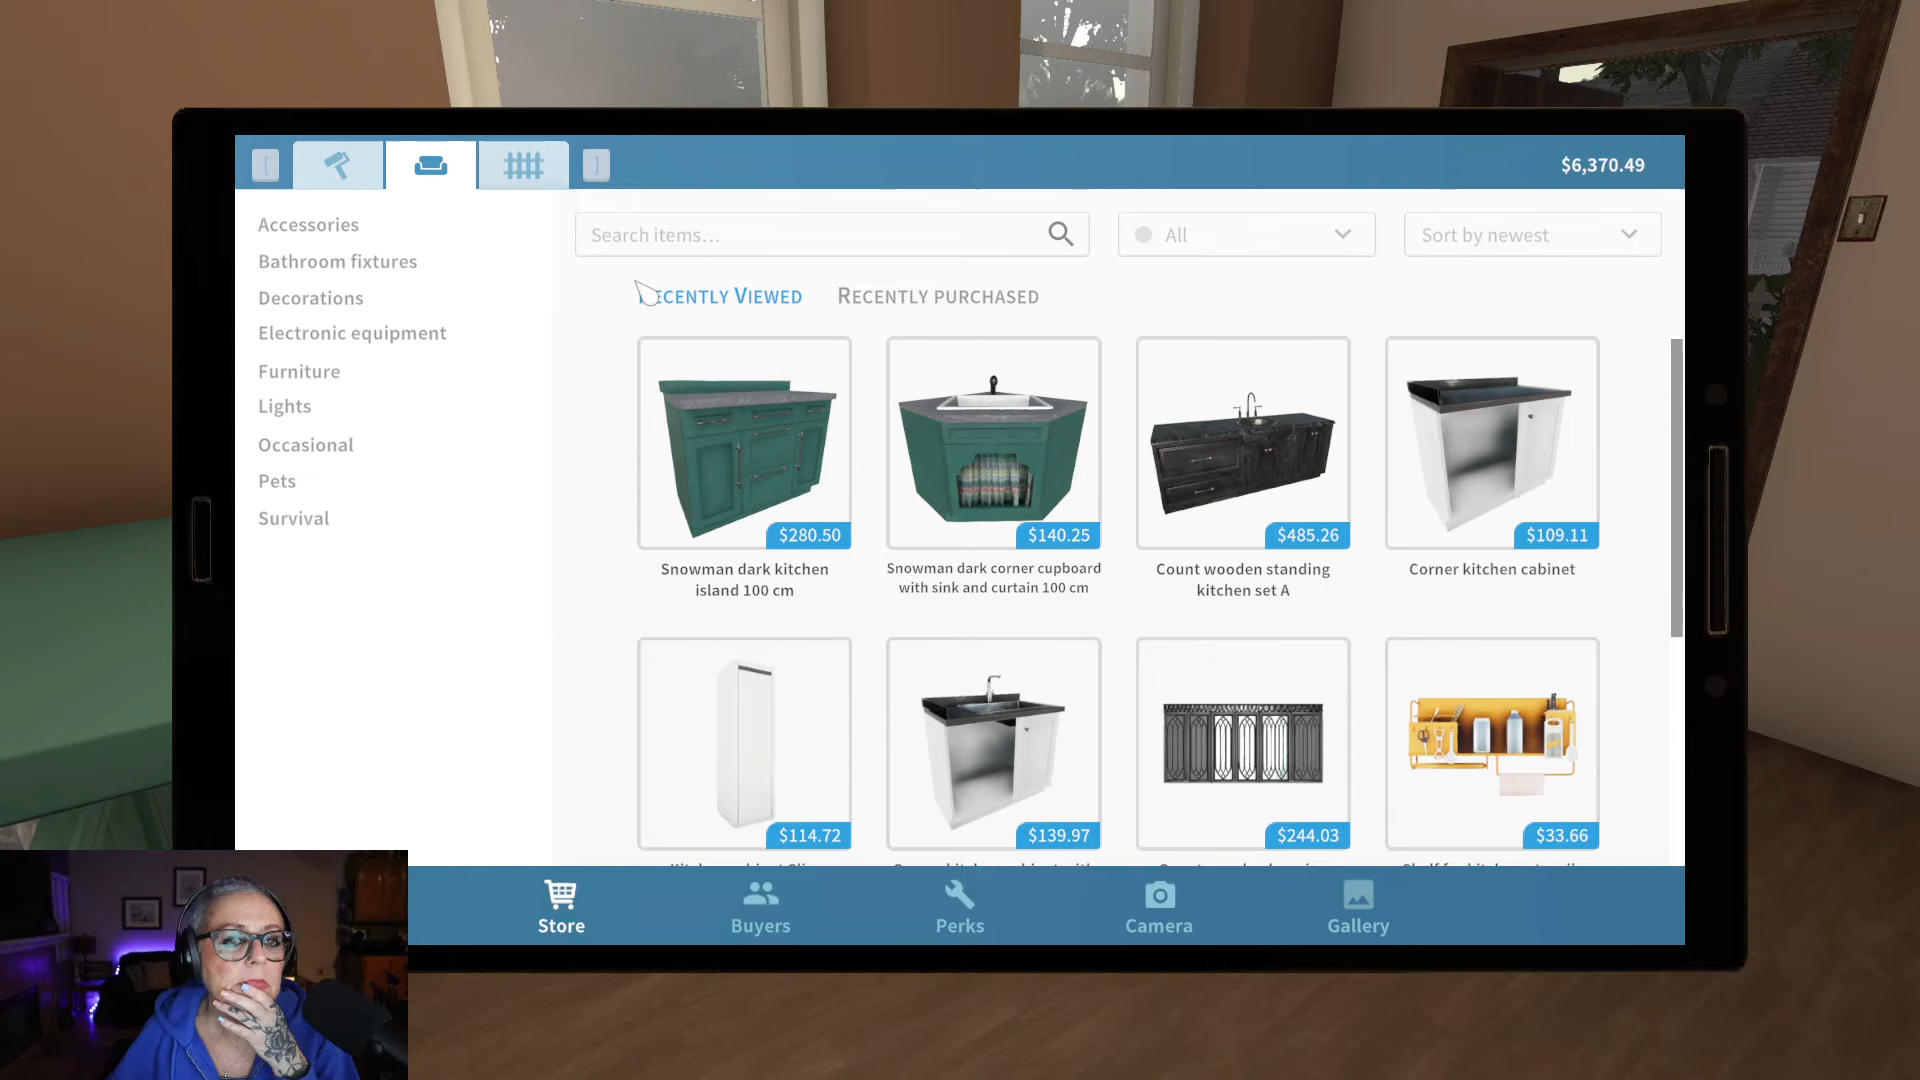 [
]
$6,370.49
Accessories
Bathroom fixtures
Decorations
Electronic equipment
Furniture
Lights
Occasional
Pets
Survival
Search items...
All
Sort by newest
RECENTLY VIEWED
RECENTLY PURCHASED
$280.50
Snowman dark kitchen
island 100 cm
$140.25
Snowman dark corner cupboard
with sink and curtain 100 cm
$485.26
Count wooden standing
kitchen set A
$109.11
Corner kitchen cabinet
$114.72
$139.97
$244.03
$33.66
Store
Buyers
Perks
Camera
Gallery